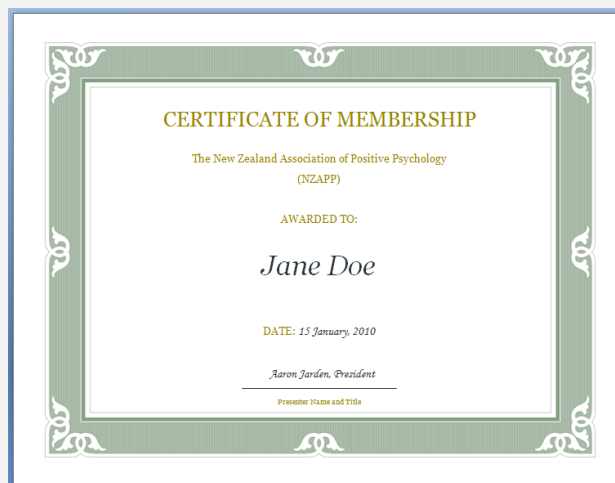 CERTIFICATE OF MEMBERSHIP
The New Zealand Association of Positive Psychology
(NZAPP)
AWARDED TO:
Jane Doe
DATE: 15 January, 2010
Aaron Jarden, President
Presenter Name and Title